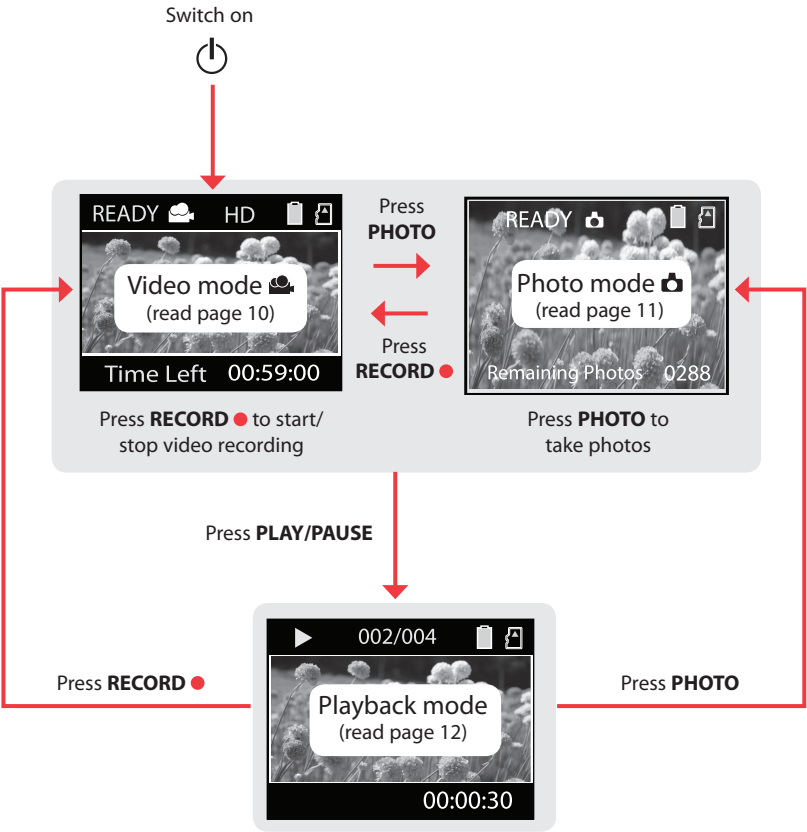 Switch on
READY HD
Video mode
(read page 10)
Time Left 00:59:00
Press RECORD to start/
stop video recording
Press
PHOTO
Press
RECORD
READY
Photo mode
(read page 11)
Remaining Photos 0288
Press PHOTO to
take photos
Press PLAY/PAUSE
002/004
Playback mode
(read page 12)
00:00:30
Press RECORD
Press PHOTO